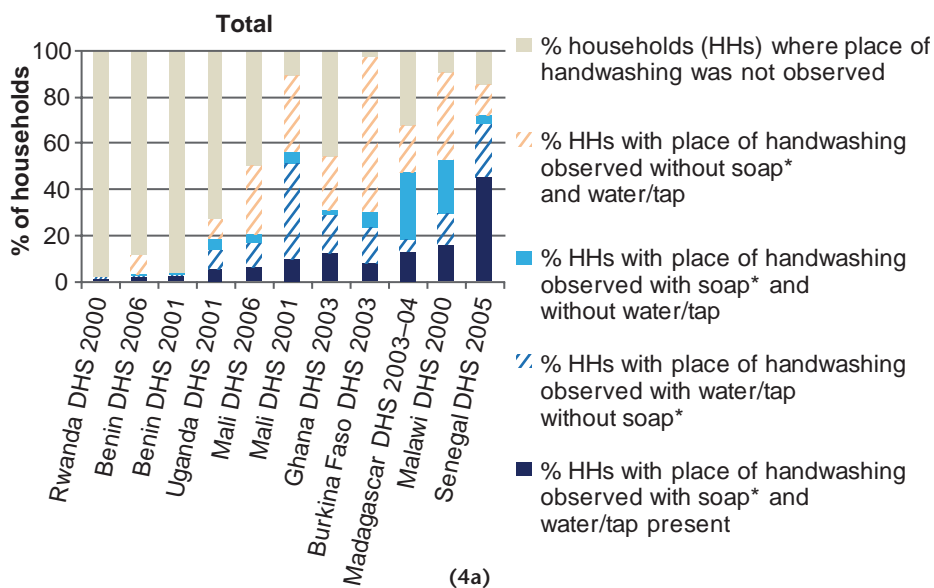 Total
% of households
100
80
60
40
20
0
Rwanda DHS 2000
Benin DHS 2006
Benin DHS 2001
Uganda DHS 2001
Mali DHS 2006
Mali DHS 2001
Ghana DHS 2003
Burkina Faso DHS 2003
Madagascar DHS 2003–04
Malawi DHS 2000
Senegal DHS 2005
% households (HHs) where place of
handwashing was not observed
% HHs with place of handwashing
observed without soap*
and water/tap
% HHs with place of handwashing
observed with soap* and
without water/tap
% HHs with place of handwashing
observed with water/tap
without soap*
% HHs with place of handwashing
observed with soap* and
water/tap present
(4a)